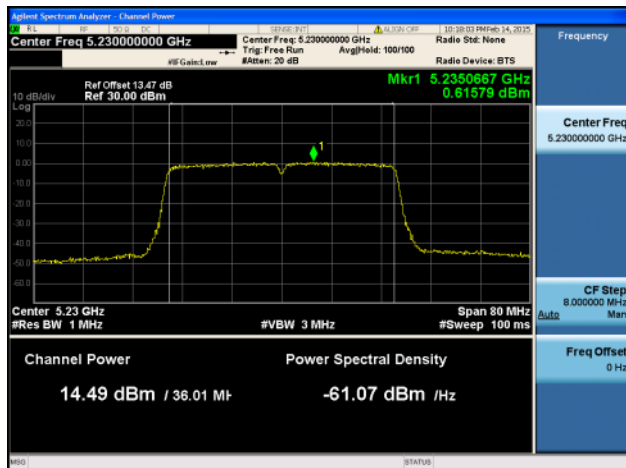 Agilent Spectrum Analyzer - Channel Power
RL RF 50 Ω DC SENSE:INT ALIGN OFF 10:18:03 PM Feb 14, 2015
Center Freq 5.230000000 GHz
Center Freq: 5.230000000 GHz
Radio Std: None
Trig: Free Run Avg|Hold: 100/100
#IFGain:Low
#Atten: 20 dB
Radio Device: BTS
Frequency
Mkr1 5.2350667 GHz
0.61579 dBm
Ref Offset 13.47 dB
10 dB/div Ref 30.00 dBm
Log
20.0
10.0
0.00
-10.0
-20.0
-30.0
-40.0
-50.0
-60.0
1
Center 5.23 GHz
Span 80 MHz
#Res BW 1 MHz
#VBW 3 MHz
#Sweep 100 ms
Channel Power
Power Spectral Density
14.49 dBm / 36.01 MH
-61.07 dBm /Hz
Center Freq
5.230000000 GHz
CF Step
8.000000 MHz
Auto Man
Freq Offset
0 Hz
MSG
STATUS